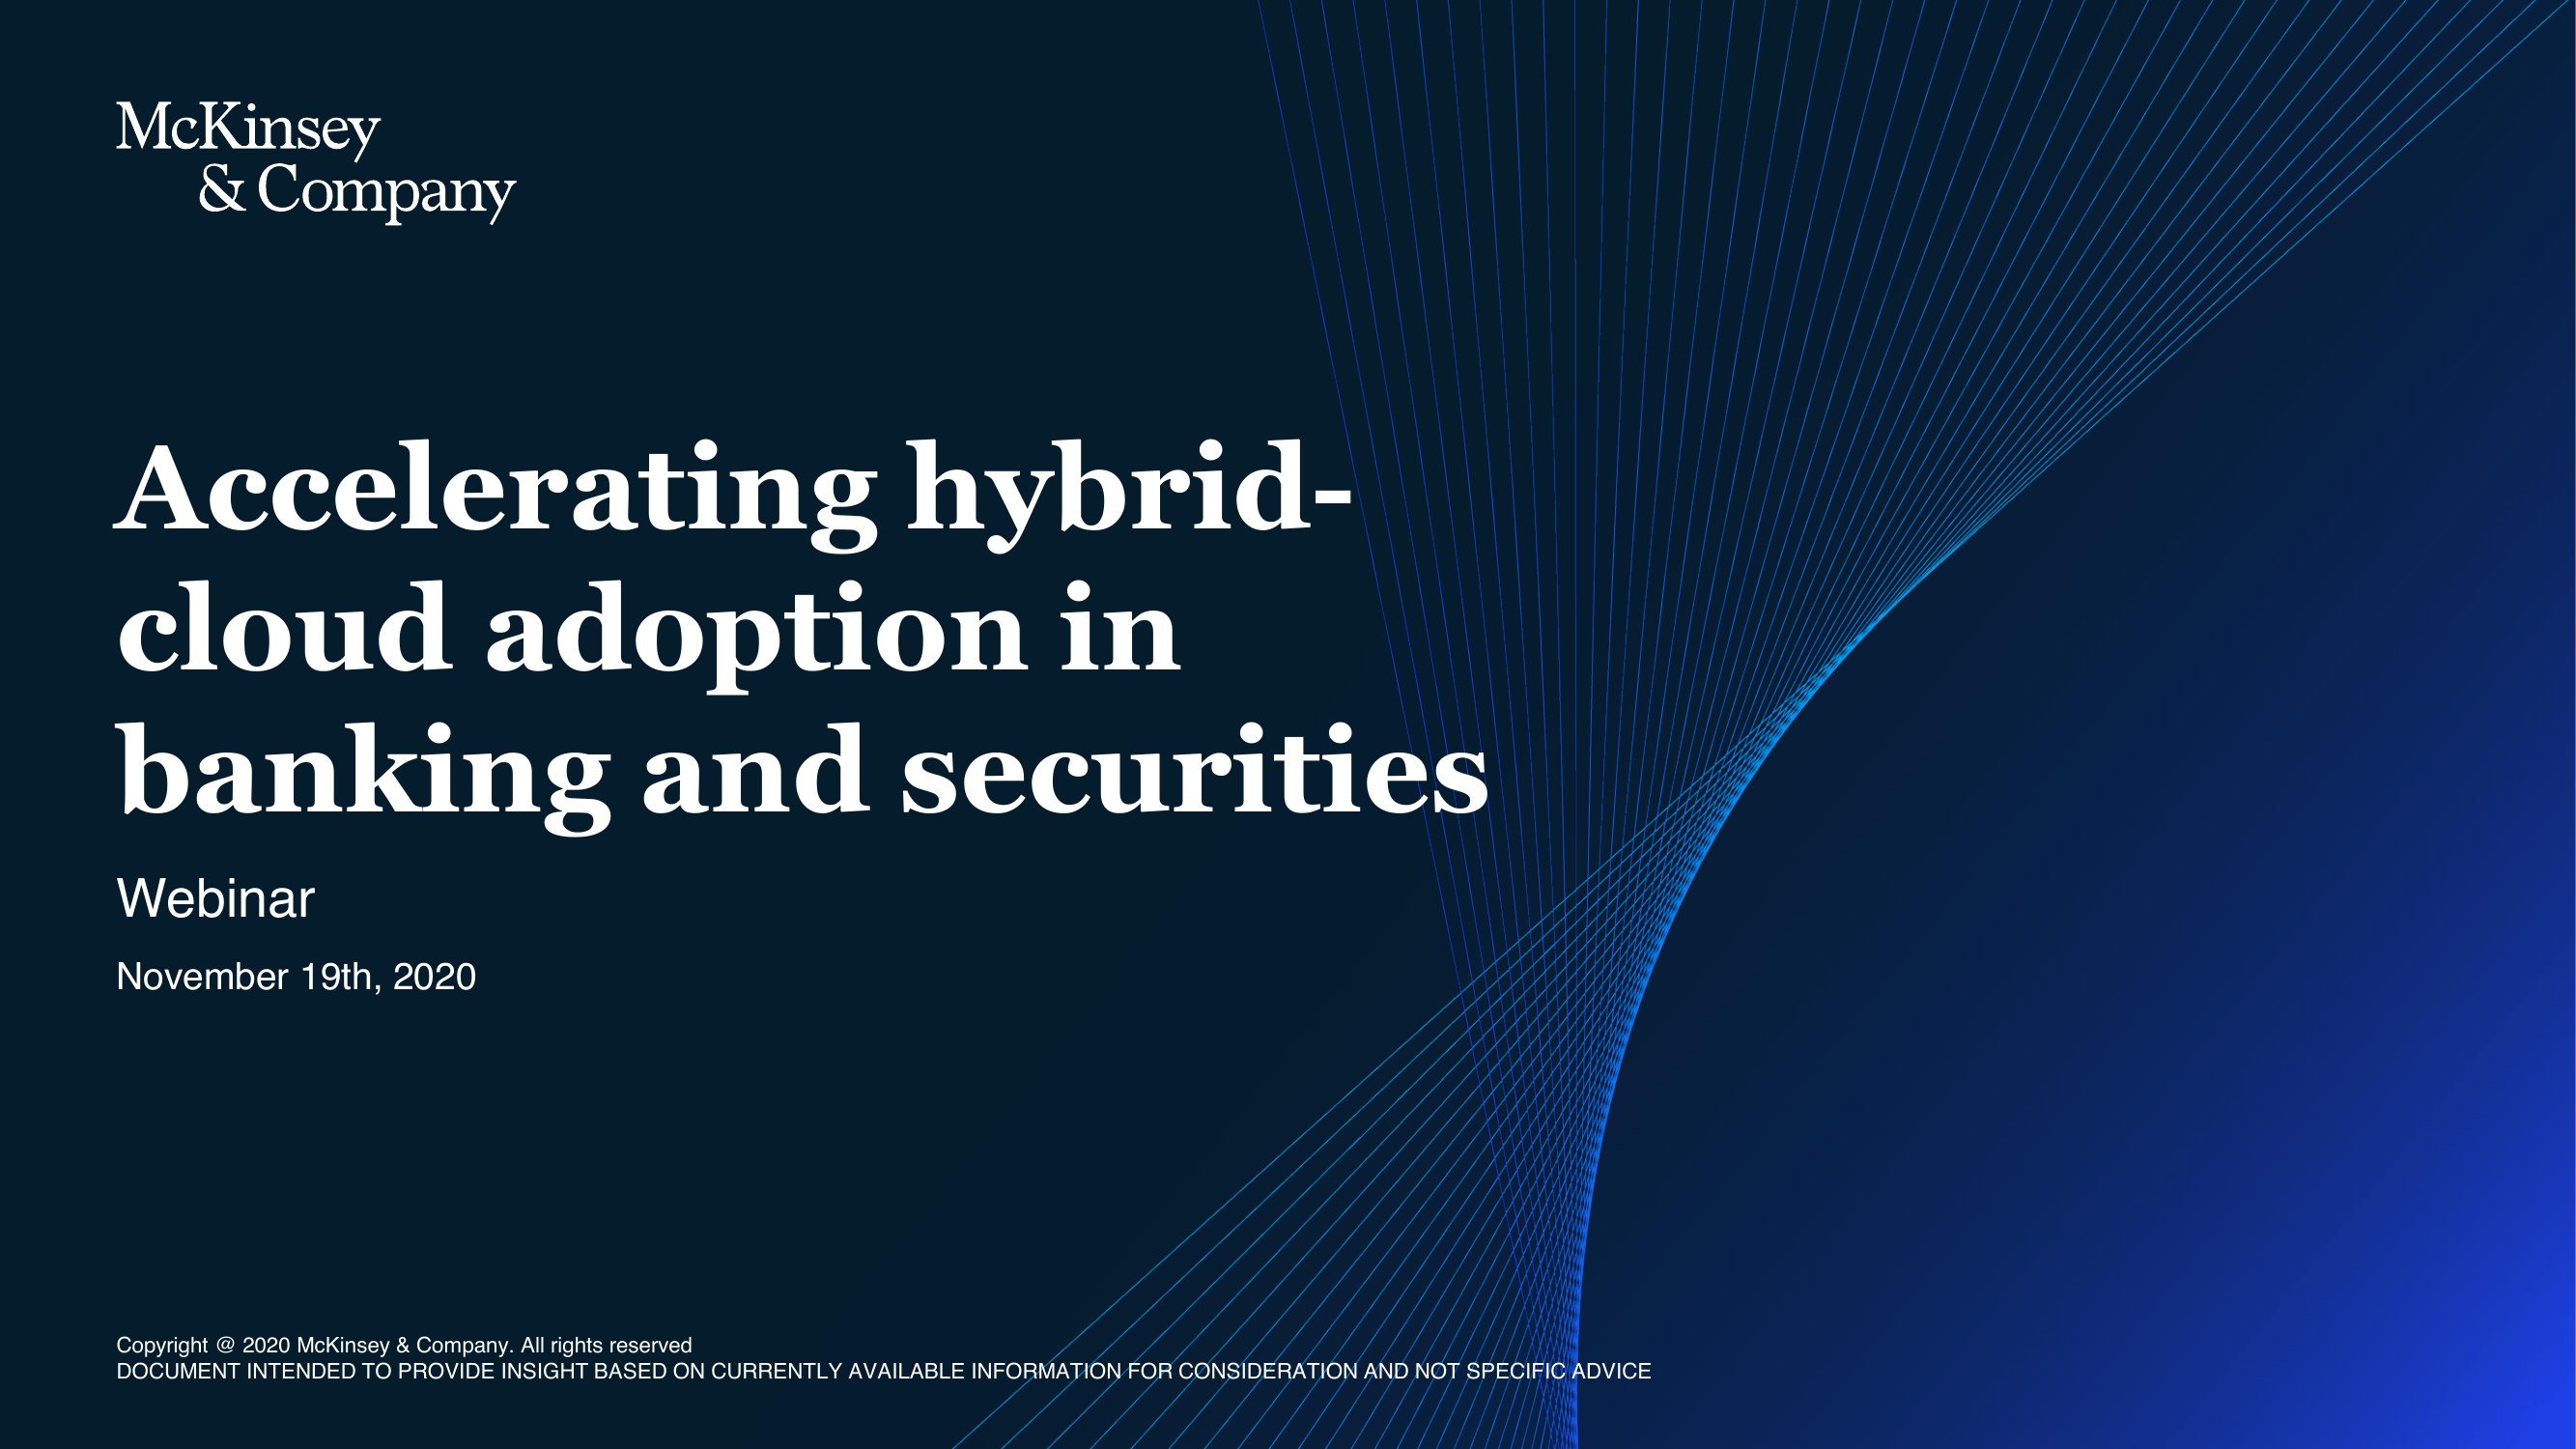 McKinsey
& Company
Accelerating hybrid-
cloud adoption in
banking and securities
Webinar
November 19th, 2020
Copyright @ 2020 McKinsey & Company. All rights reserved
DOCUMENT INTENDED TO PROVIDE INSIGHT BASED ON CURRENTLY AVAILABLE INFORMATION FOR CONSIDERATION AND NOT SPECIFIC ADVICE